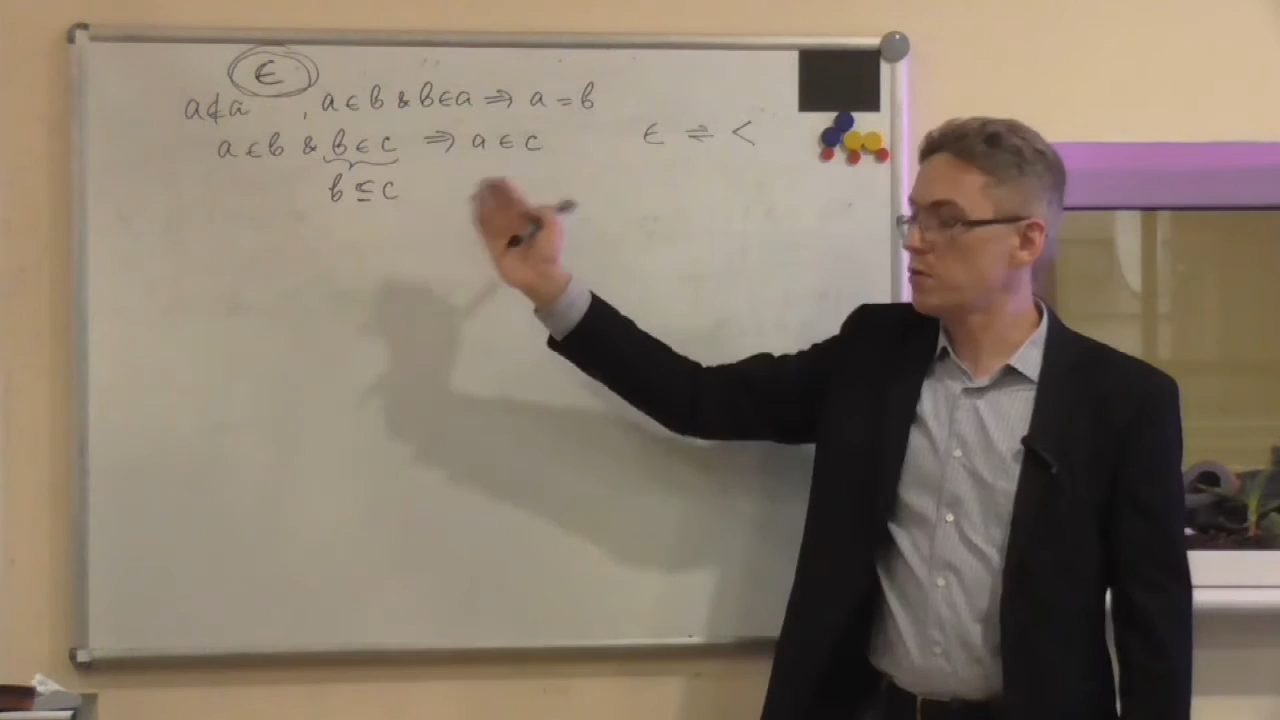 ∈
a ∉ a , a ∈ b & b ∈ a ⇒ a = b
a ∈ b & b ∈ c ⇒ a ∈ c ∈ ⇌ <
b ⊆ c